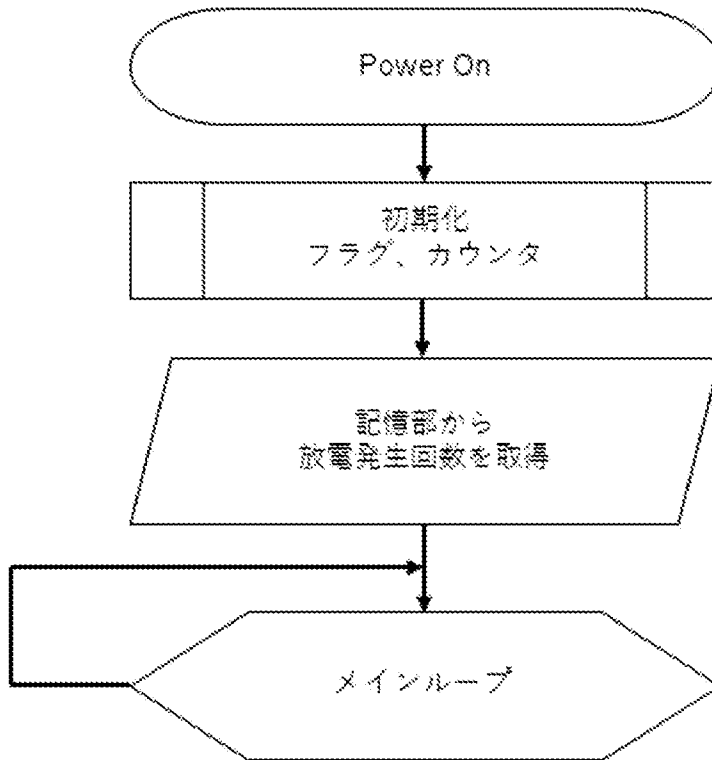 Power On
初期化
フラグ、カウンタ
記憶部から
放電発生回数を取得
メインループ